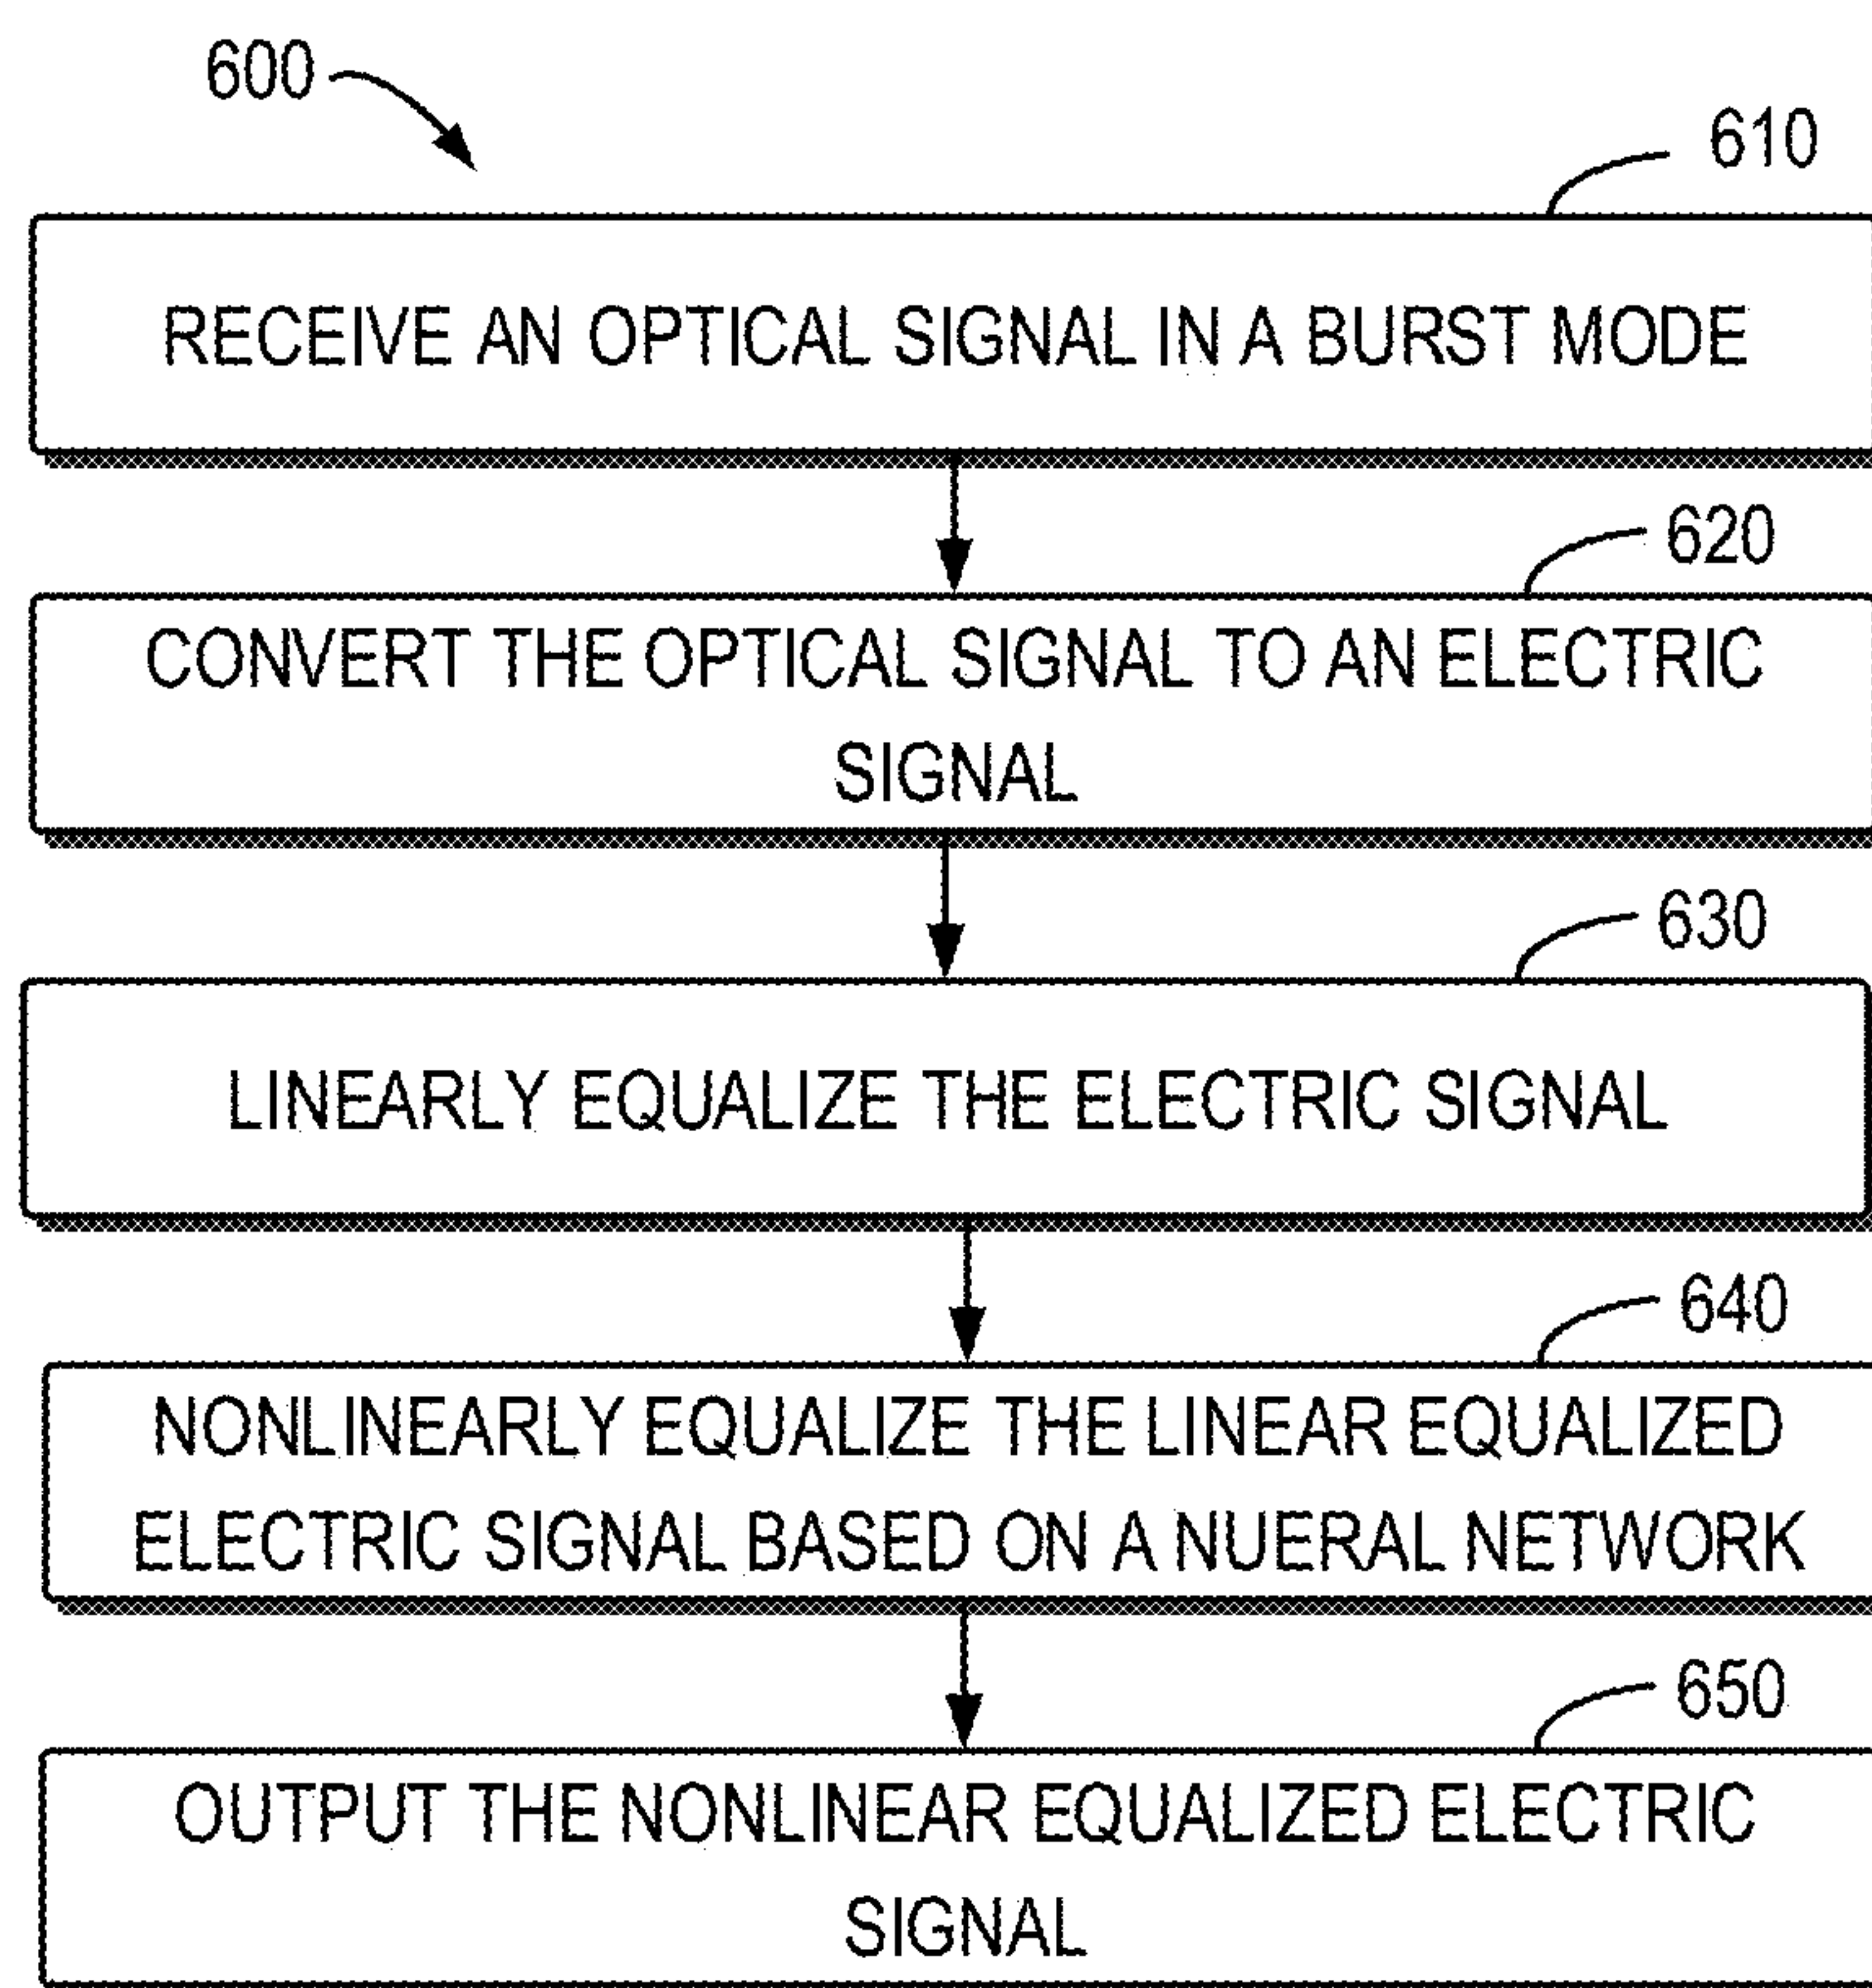 600
610
RECEIVE AN OPTICAL SIGNAL IN A BURST MODE
620
CONVERT THE OPTICAL SIGNAL TO AN ELECTRIC
SIGNAL
630
LINEARLY EQUALIZE THE ELECTRIC SIGNAL
640
NONLINEARLY EQUALIZE THE LINEAR EQUALIZED
ELECTRIC SIGNAL BASED ON A NUERAL NETWORK
650
OUTPUT THE NONLINEAR EQUALIZED ELECTRIC
SIGNAL